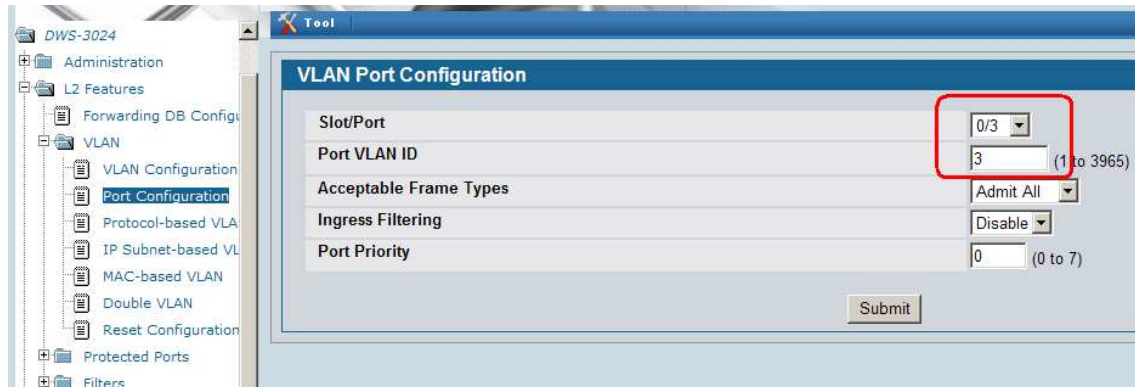 DWS-3024
Administration
L2 Features
Forwarding DB Configu
VLAN
VLAN Configuration
Port Configuration
Protocol-based VLA
IP Subnet-based VL
MAC-based VLAN
Double VLAN
Reset Configuration
Protected Ports
Filters
Tool
VLAN Port Configuration
Slot/Port 0/3
Port VLAN ID 3 (1 to 3965)
Acceptable Frame Types Admit All
Ingress Filtering Disable
Port Priority 0 (0 to 7)
Submit